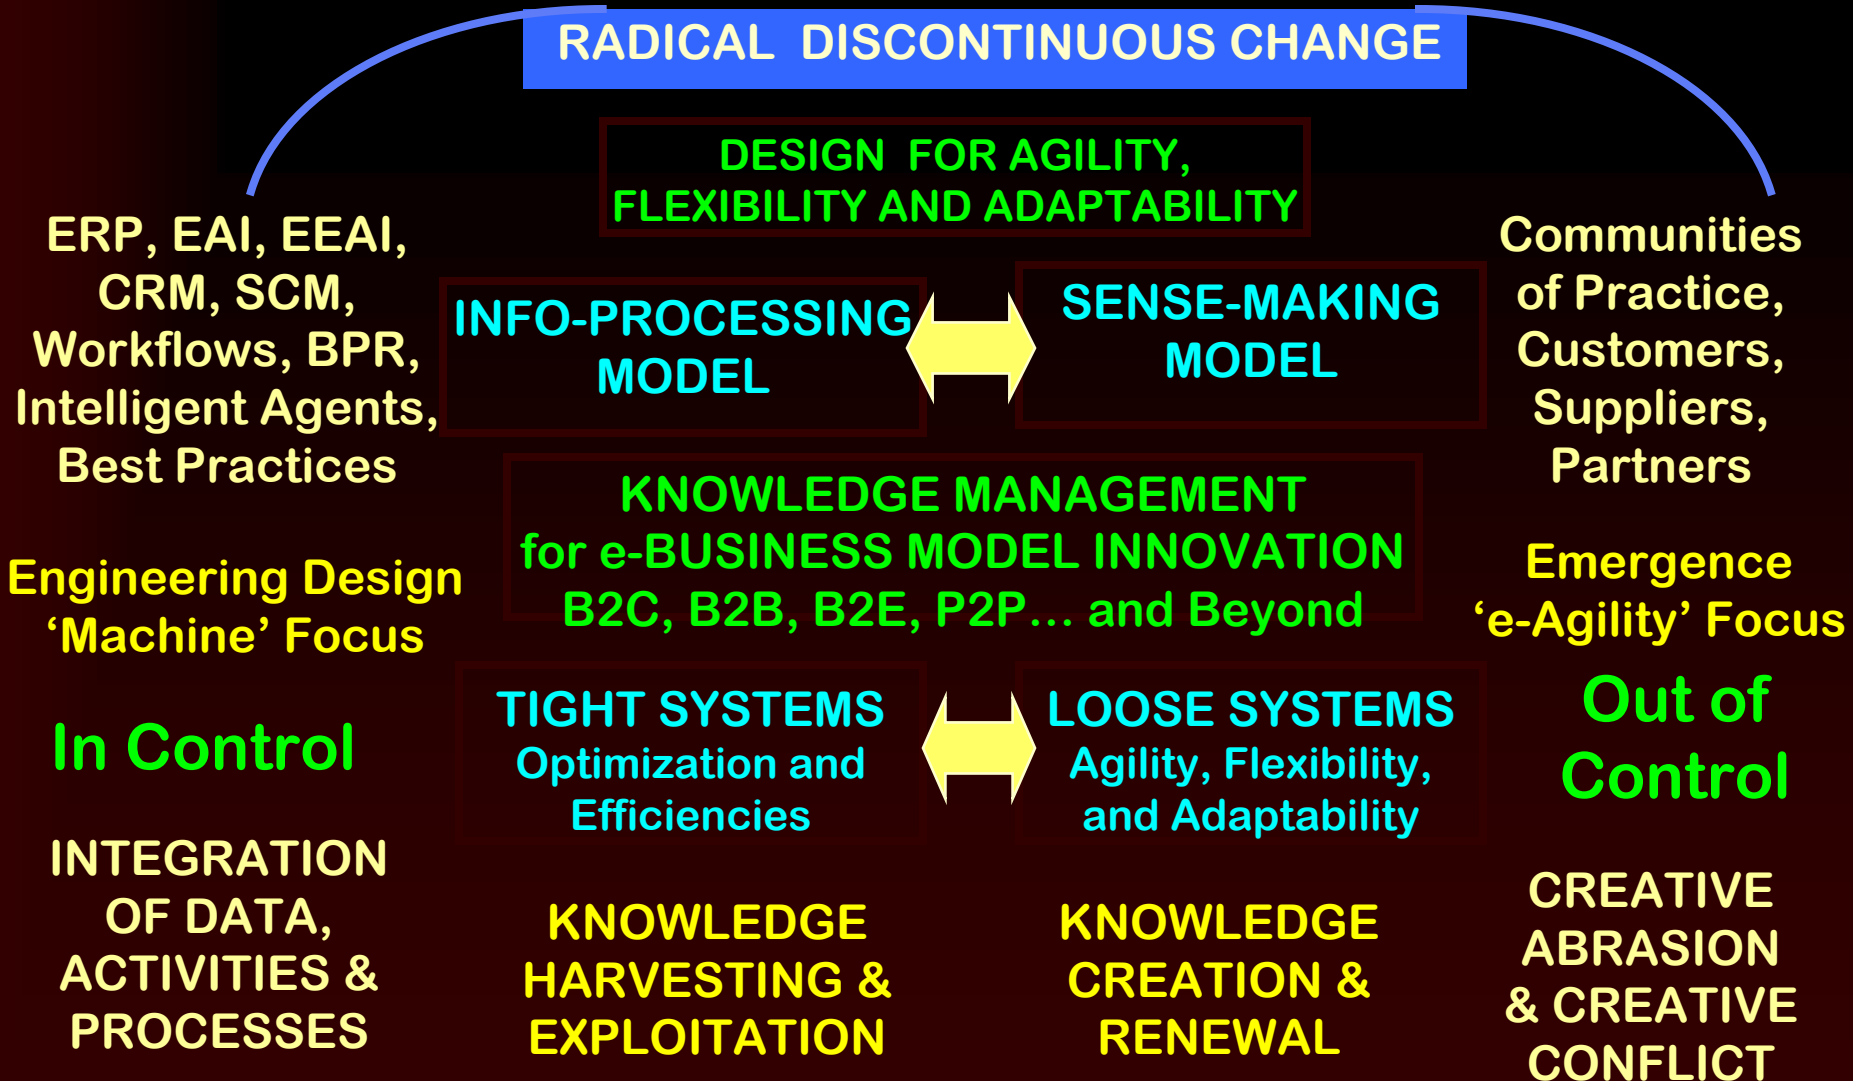 RADICAL DISCONTINUOUS CHANGE
DESIGN FOR AGILITY,
FLEXIBILITY AND ADAPTABILITY
ERP, EAI, EEAI,
CRM, SCM,
Workflows, BPR,
Intelligent Agents,
Best Practices
INFO-PROCESSING
MODEL
SENSE-MAKING
MODEL
Communities
of Practice,
Customers,
Suppliers,
Partners
KNOWLEDGE MANAGEMENT
for e-BUSINESS MODEL INNOVATION
B2C, B2B, B2E, P2P… and Beyond
Engineering Design
‘Machine’ Focus
Emergence
‘e-Agility’ Focus
In Control
TIGHT SYSTEMS
Optimization and
Efficiencies
LOOSE SYSTEMS
Agility, Flexibility,
and Adaptability
Out of
Control
INTEGRATION
OF DATA,
ACTIVITIES &
PROCESSES
KNOWLEDGE
HARVESTING &
EXPLOITATION
KNOWLEDGE
CREATION &
RENEWAL
CREATIVE
ABRASION
& CREATIVE
CONFLICT